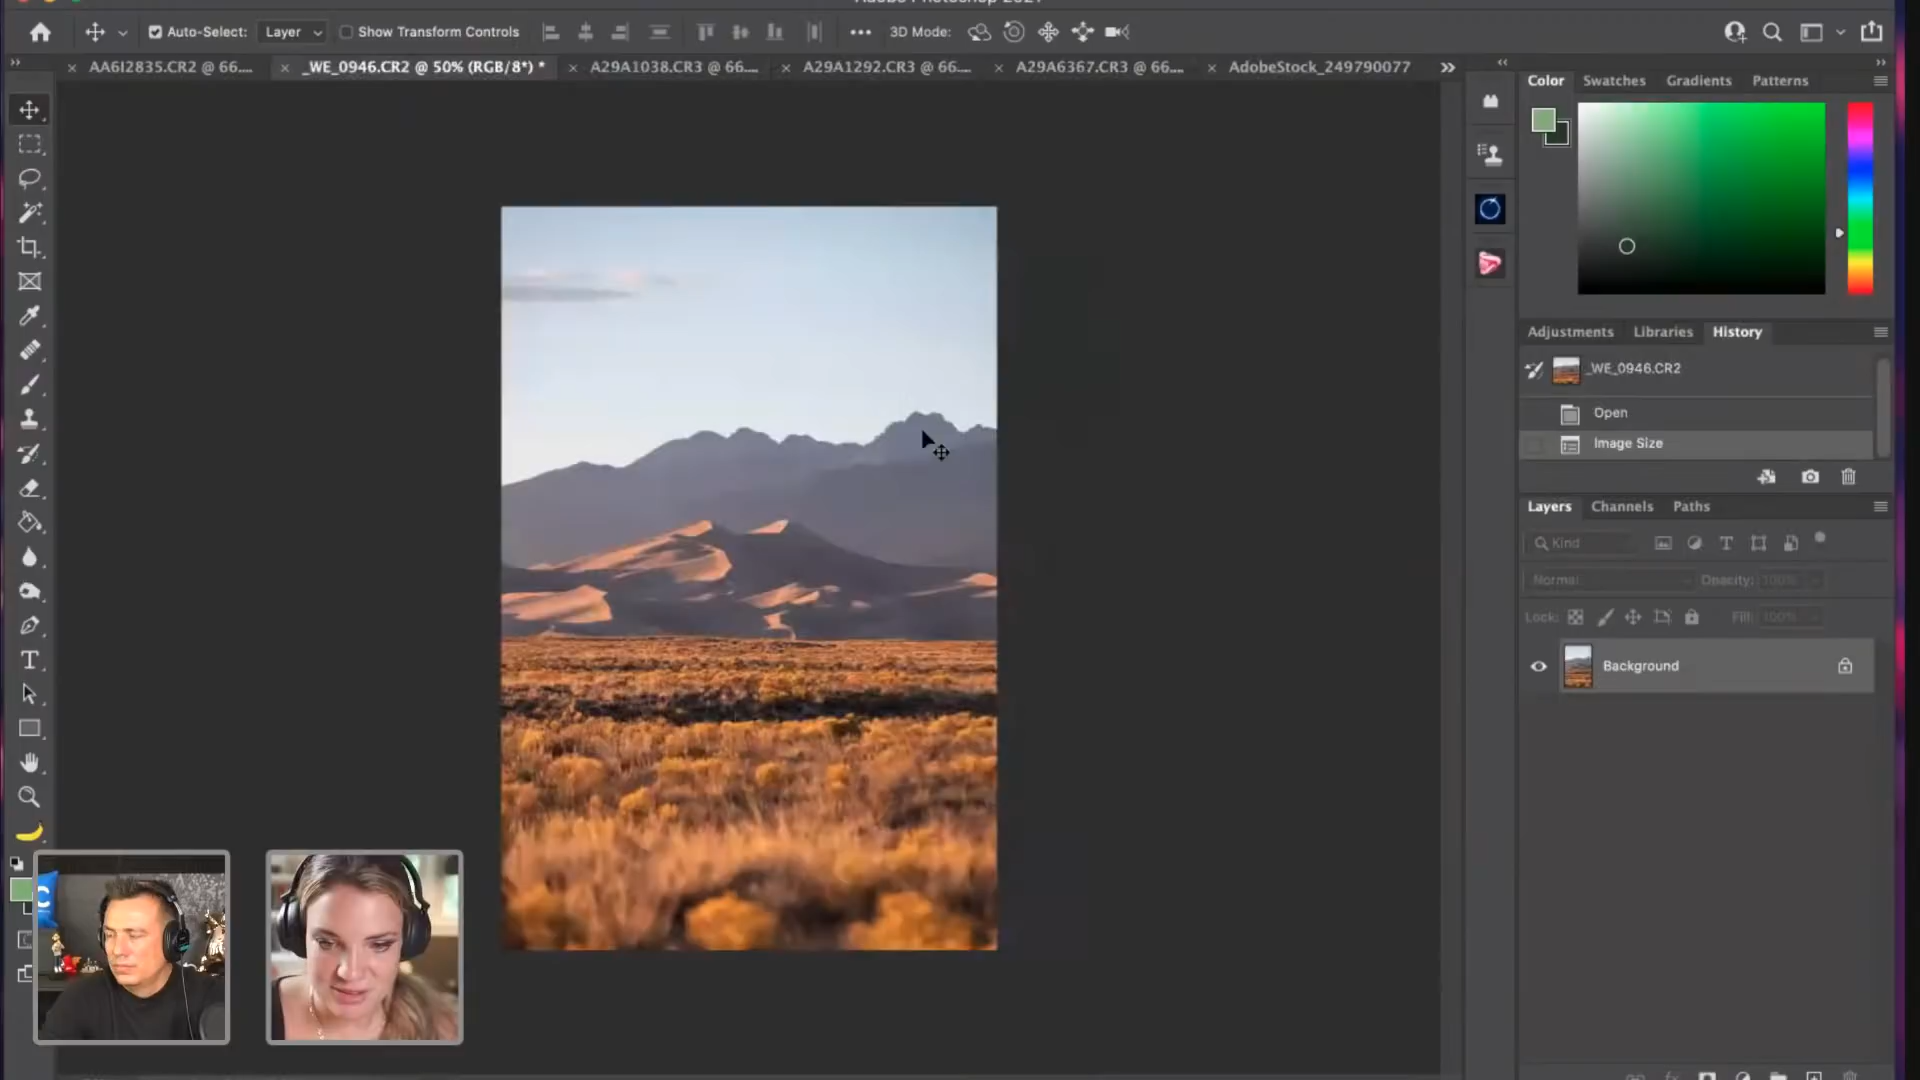 Auto-Select:
Layer
Show Transform Controls
3D Mode:
AA6I2835.CR2 @ 66....
_WE_0946.CR2 @ 50% (RGB/8*) *
A29A1038.CR3 @ 66....
A29A1292.CR3 @ 66....
A29A6367.CR3 @ 66....
AdobeStock_249790077
Color
Swatches
Gradients
Patterns
Adjustments
Libraries
History
_WE_0946.CR2
Open
Image Size
Layers
Channels
Paths
Kind
Normal
Opacity: 100%
Lock:
Fill: 100%
Background